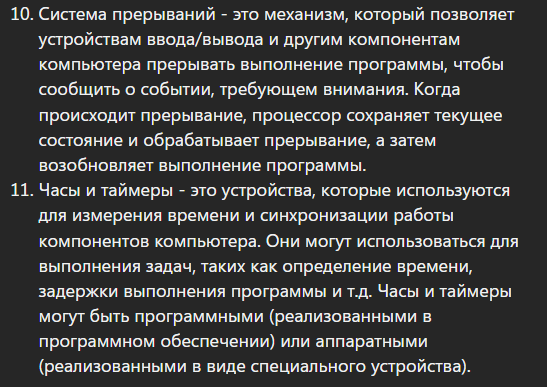 10. Система прерываний - это механизм, который позволяет
устройствам ввода/вывода и другим компонентам
компьютера прерывать выполнение программы, чтобы
сообщить о событии, требующем внимания. Когда
происходит прерывание, процессор сохраняет текущее
состояние и обрабатывает прерывание, а затем
возобновляет выполнение программы.
11. Часы и таймеры - это устройства, которые используются
для измерения времени и синхронизации работы
компонентов компьютера. Они могут использоваться для
выполнения задач, таких как определение времени,
задержки выполнения программы и т.д. Часы и таймеры
могут быть программными (реализованными в
программном обеспечении) или аппаратными
(реализованными в виде специального устройства).